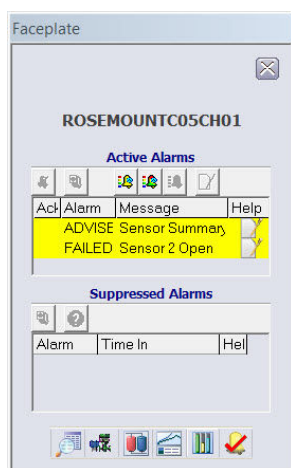 Faceplate
ROSEMOUNTC05CH01
Active Alarms
Ack Alarm Message Help
ADVISE Sensor Summary
FAILED Sensor 2 Open
Suppressed Alarms
Alarm Time In Hel